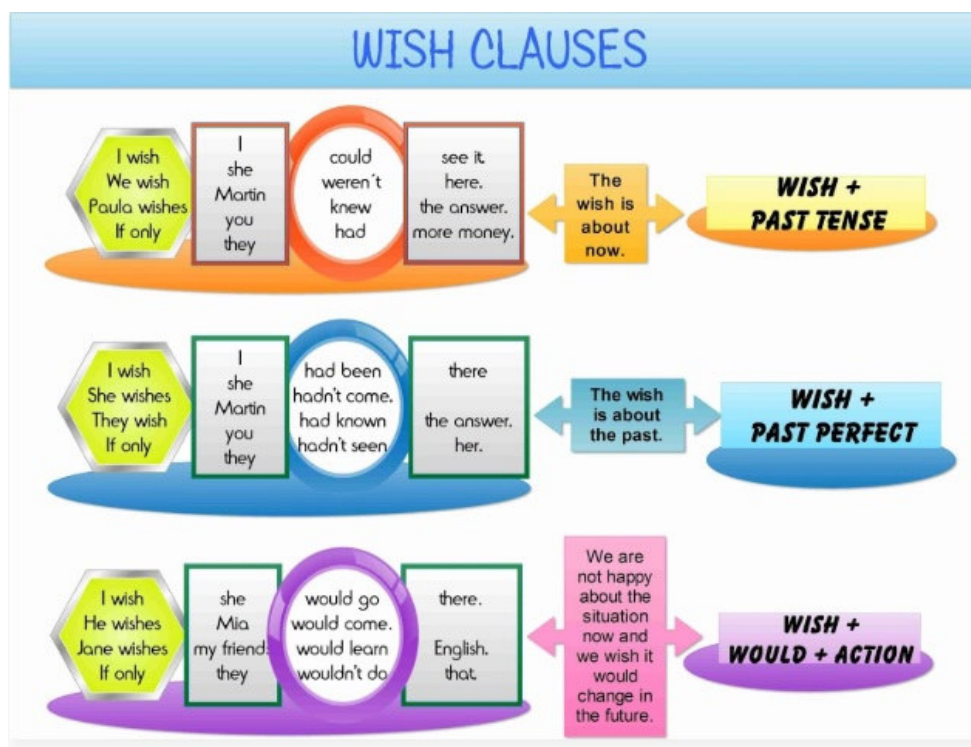 WISH CLAUSES
I wish
We wish
Paula wishes
If only
I
she
Martin
you
they
could
weren´t
knew
had
see it.
here.
the answer.
more money.
The
wish is
about
now.
WISH +
PAST TENSE
I wish
She wishes
They wish
If only
I
she
Martin
you
they
had been
hadn't come.
had known
hadn't seen
there
the answer.
her.
The wish
is about
the past.
WISH +
PAST PERFECT
I wish
He wishes
Jane wishes
If only
she
Mia
my friend:
they
would go
would come.
would learn
wouldn't do
there.
English.
that.
We are
not happy
about the
situation
now and
we wish it
would
change in
the future.
WISH +
WOULD + ACTION